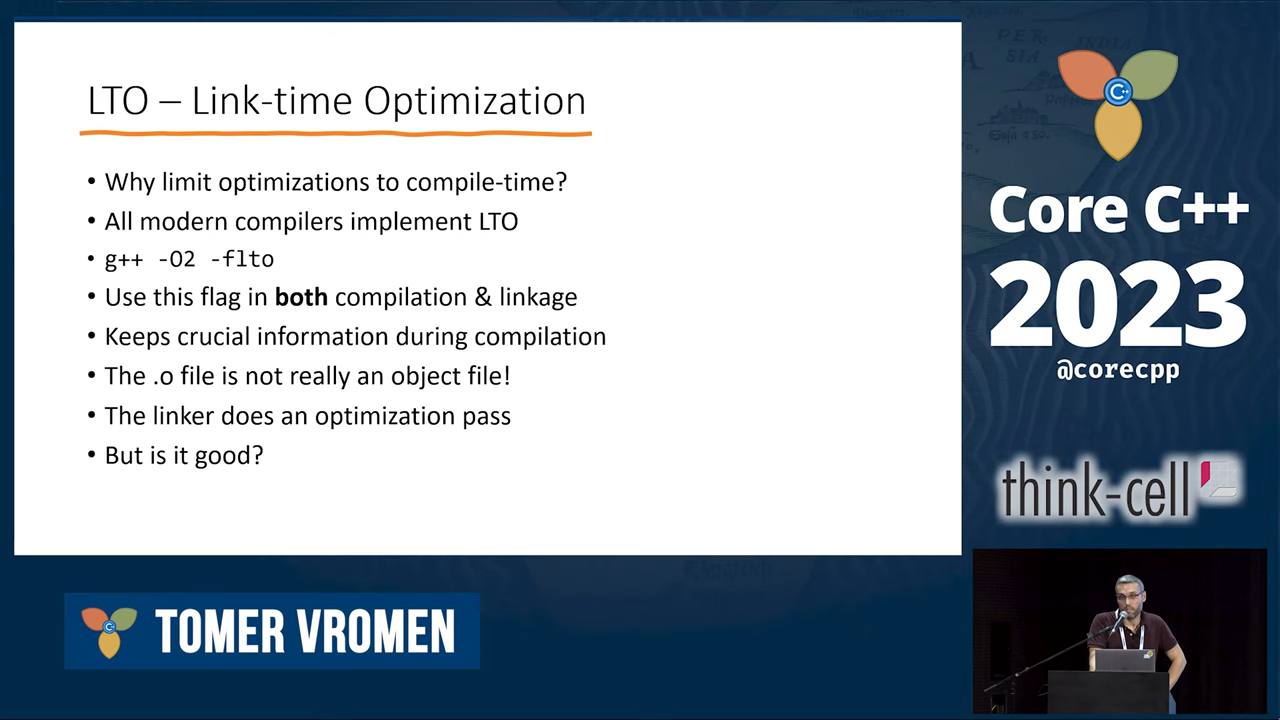 LTO – Link-time Optimization
• Why limit optimizations to compile-time?
• All modern compilers implement LTO
• g++ -O2 -flto
• Use this flag in both compilation & linkage
• Keeps crucial information during compilation
• The .o file is not really an object file!
• The linker does an optimization pass
• But is it good?
C++
Core C++
2023
@corecpp
think-cell
TOMER VROMEN
PERSIA
INDIA